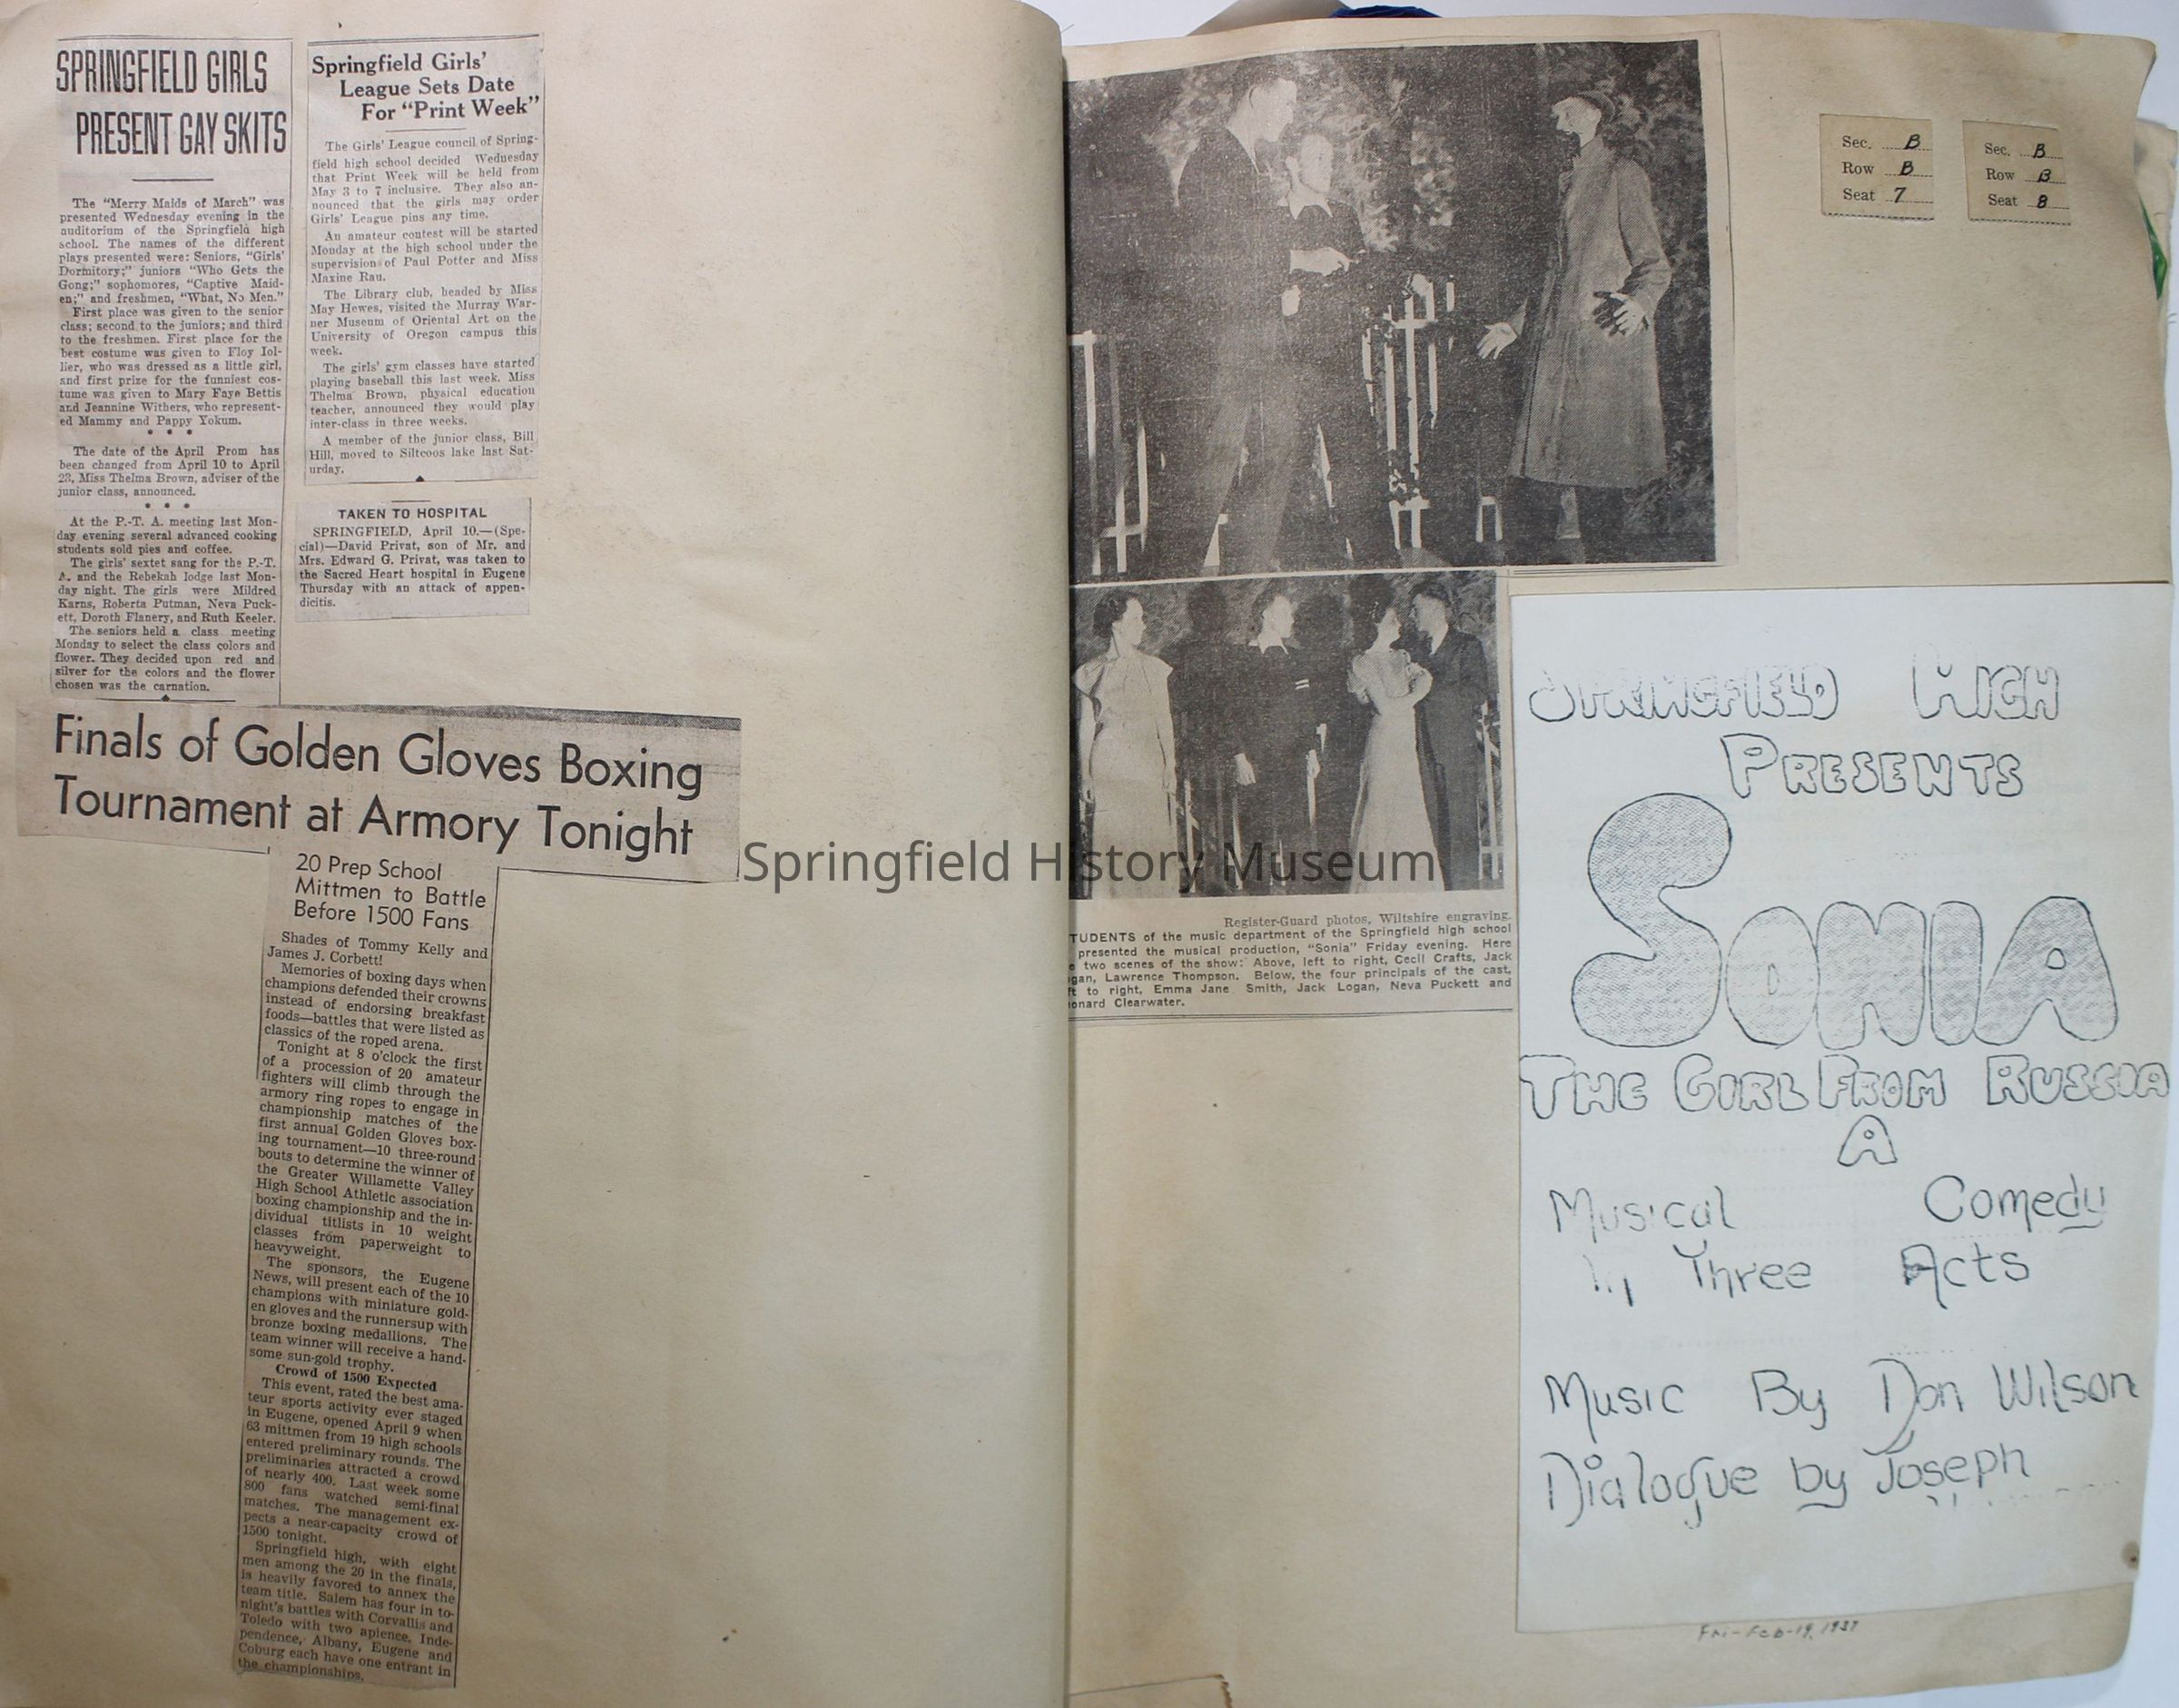 SPRINGFIELD GIRLS
PRESENT GAY SKITS
The "Merry Maids of March" was
presented Wednesday evening in the
auditorium of the Springfield high
school. The names of the different
plays presented were: Seniors, "Girls'
Dormitory;" juniors "Who Gets the
Gong;" sophomores, "Captive Maid-
en;" and freshmen, "What, No Men."
First place was given to the senior
class; second to the juniors; and third
to the freshmen. First place for the
best costume was given to Floy Iol-
lier, who was dressed as a little girl,
and first prize for the funniest cos-
tume was given to Mary Faye Bettis
and Jeannine Withers, who represent-
ed Mammy and Pappy Yokum.
* * *
The date of the April Prom has
been changed from April 10 to April
23, Miss Thelma Brown, adviser of the
junior class, announced.
* * *
At the P.-T. A. meeting last Mon-
day evening several advanced cooking
students sold pies and coffee.
The girls' sextet sang for the P.-T.
A. and the Rebekah lodge last Mon-
day night. The girls were Mildred
Karns, Roberta Putman, Neva Puck-
ett, Doroth Flanery, and Ruth Keeler.
The seniors held a class meeting
Monday to select the class colors and
flower. They decided upon red and
silver for the colors and the flower
chosen was the carnation.
Springfield Girls'
League Sets Date
For "Print Week"
The Girls' League council of Spring-
field high school decided Wednesday
that Print Week will be held from
May 3 to 7 inclusive. They also an-
nounced that the girls may order
Girls' League pins any time.
An amateur contest will be started
Monday at the high school under the
supervision of Paul Potter and Miss
Maxine Rau.
The Library club, headed by Miss
May Hewes, visited the Murray War-
ner Museum of Oriental Art on the
University of Oregon campus this
week.
The girls' gym classes have started
playing baseball this last week. Miss
Thelma Brown, physical education
teacher, announced they would play
inter-class in three weeks.
A member of the junior class, Bill
Hill, moved to Siltcoos lake last Sat-
urday.
TAKEN TO HOSPITAL
SPRINGFIELD, April 10.—(Spe-
cial)—David Privat, son of Mr. and
Mrs. Edward G. Privat, was taken to
the Sacred Heart hospital in Eugene
Thursday with an attack of appen-
dicitis.
Finals of Golden Gloves Boxing
Tournament at Armory Tonight
20 Prep School
Mittmen to Battle
Before 1500 Fans
Shades of Tommy Kelly and
James J. Corbett!
Memories of boxing days when
champions defended their crowns
instead of endorsing breakfast
foods—battles that were listed as
classics of the roped arena.
Tonight at 8 o'clock the first
of a procession of 20 amateur
fighters will climb through the
armory ring ropes to engage in
championship matches of the
first annual Golden Gloves box-
ing tournament—10 three-round
bouts to determine the winner of
the Greater Willamette Valley
High School Athletic association
boxing championship and the in-
dividual titlists in 10 weight
classes from paperweight to
heavyweight.
The sponsors, the Eugene
News, will present each of the 10
champions with miniature gold-
en gloves and the runnersup with
bronze boxing medallions. The
team winner will receive a hand-
some sun-gold trophy.
Crowd of 1500 Expected
This event, rated the best ama-
teur sports activity ever staged
in Eugene, opened April 9 when
63 mittmen from 19 high schools
entered preliminary rounds. The
preliminaries attracted a crowd
of nearly 400. Last week some
800 fans watched semi-final
matches. The management ex-
pects a near-capacity crowd of
1500 tonight.
Springfield high, with eight
men among the 20 in the finals,
is heavily favored to annex the
team title. Salem has four in to-
night's battles with Corvallis and
Toledo with two apience. Inde-
pendence, Albany, Eugene and
Coburg each have one entrant in
the championships.
Springfield History Museum
Register-Guard photos, Wiltshire engraving.
TUDENTS of the music department of the Springfield high school
presented the musical production, "Sonia" Friday evening. Here
e two scenes of the show: Above, left to right, Cecil Crafts, Jack
gan, Lawrence Thompson. Below, the four principals of the cast,
ft to right, Emma Jane Smith, Jack Logan, Neva Puckett and
onard Clearwater.
Sec. B
Row B
Seat 7
Sec. B
Row B
Seat 8
SPRINGFIELD HIGH
PRESENTS
SONIA
THE GIRL FROM RUSSIA
A
Musical Comedy
In Three Acts
Music By Don Wilson
Dialogue by Joseph
Fri-Feb-19, 1937